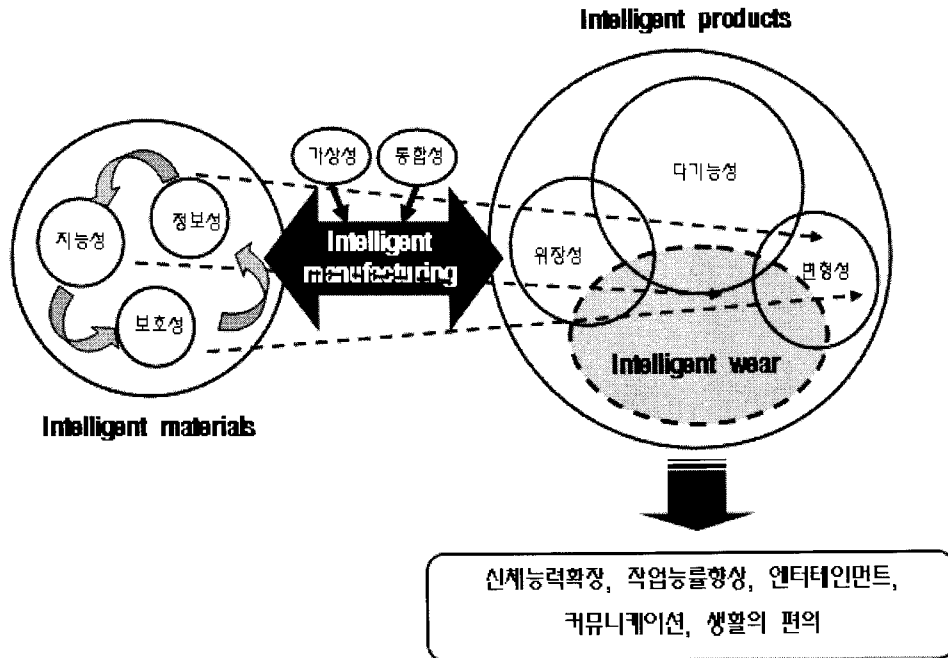 Intelligent products
가상성
통합성
다기능성
정보성
지능성
Intelligent
manufacturing
위장성
변형성
보호성
Intelligent wear
Intelligent materials
신체능력확장, 작업능률향상, 엔터테인먼트,
커뮤니케이션, 생활의 편의